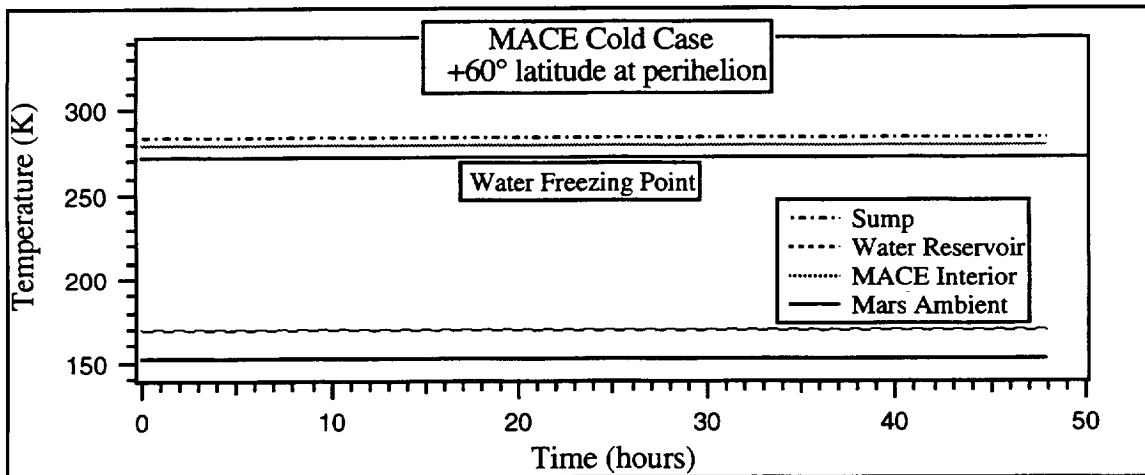 MACE Cold Case
+60° latitude at perihelion
Temperature (K)
300
250
200
150
Water Freezing Point
Sump
Water Reservoir
MACE Interior
Mars Ambient
0
10
20
30
40
50
Time (hours)